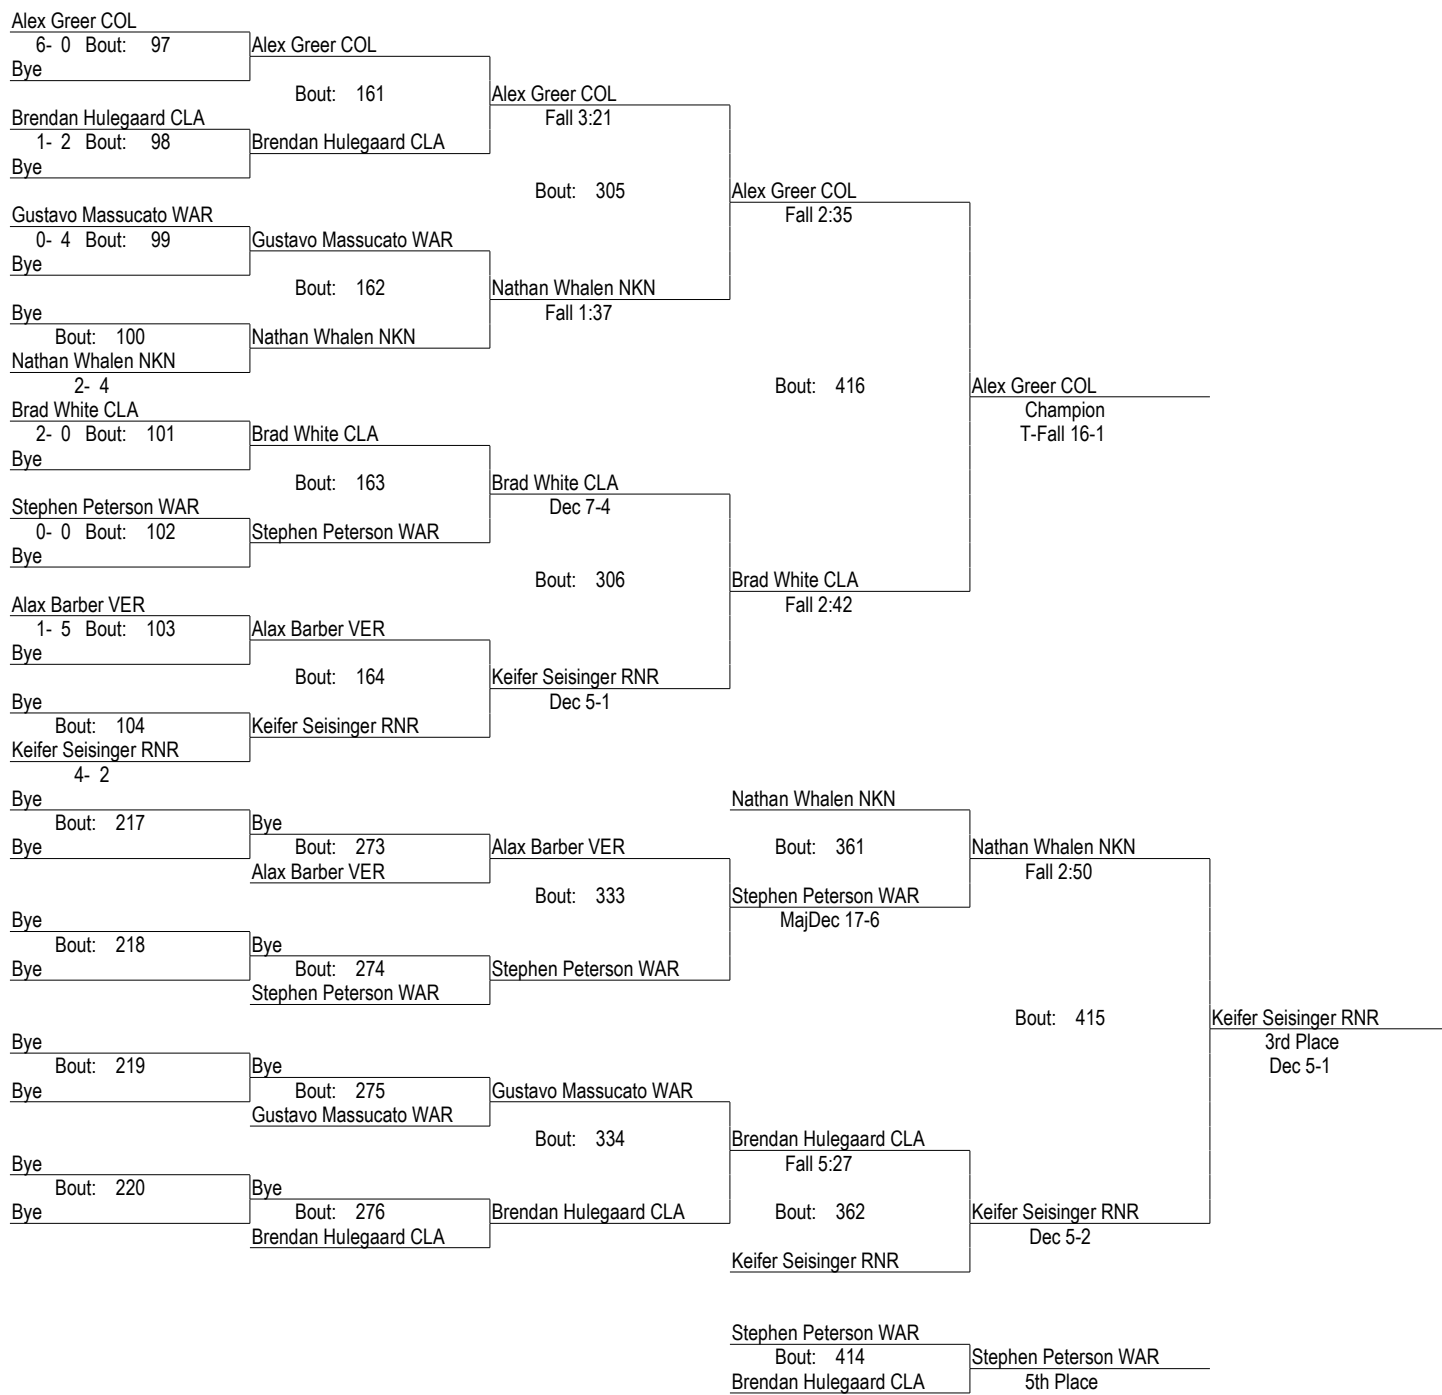 Alex Greer COL
6- 0 Bout: 97 Alex Greer COL
Bye
Bout: 161 Alex Greer COL
Brendan Hulegaard CLA Fall 3:21
1- 2 Bout: 98 Brendan Hulegaard CLA
Bye
Bout: 305 Alex Greer COL
Gustavo Massucato WAR Fall 2:35
0- 4 Bout: 99 Gustavo Massucato WAR
Bye
Bout: 162 Nathan Whalen NKN
Bye Fall 1:37
Bout: 100 Nathan Whalen NKN
Nathan Whalen NKN
2- 4 Bout: 416 Alex Greer COL
Brad White CLA Champion
2- 0 Bout: 101 Brad White CLA T-Fall 16-1
Bye
Bout: 163 Brad White CLA
Stephen Peterson WAR Dec 7-4
0- 0 Bout: 102 Stephen Peterson WAR
Bye
Bout: 306 Brad White CLA
Alax Barber VER Fall 2:42
1- 5 Bout: 103 Alax Barber VER
Bye
Bout: 164 Keifer Seisinger RNR
Bye Dec 5-1
Bout: 104 Keifer Seisinger RNR
Keifer Seisinger RNR
4- 2
Bye Nathan Whalen NKN
Bout: 217 Bye
Bye Bout: 273 Alax Barber VER Bout: 361 Nathan Whalen NKN
Alax Barber VER Fall 2:50
Bout: 333 Stephen Peterson WAR
Bye MajDec 17-6
Bout: 218 Bye
Bye Bout: 274 Stephen Peterson WAR
Stephen Peterson WAR
Bout: 415 Keifer Seisinger RNR
Bye 3rd Place
Bout: 219 Bye Dec 5-1
Bye Bout: 275 Gustavo Massucato WAR
Gustavo Massucato WAR
Bout: 334 Brendan Hulegaard CLA
Bye Fall 5:27
Bout: 220 Bye
Bye Bout: 276 Brendan Hulegaard CLA Bout: 362 Keifer Seisinger RNR
Brendan Hulegaard CLA Dec 5-2
Keifer Seisinger RNR
Stephen Peterson WAR
Bout: 414 Stephen Peterson WAR
Brendan Hulegaard CLA 5th Place